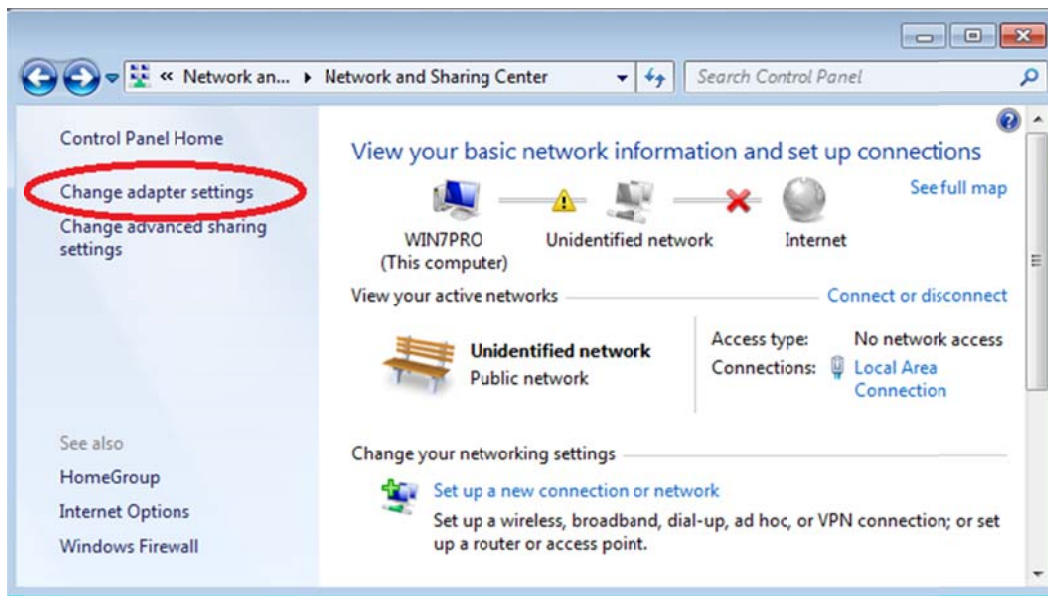 « Network an... ▸ Network and Sharing Center
Search Control Panel
Control Panel Home
Change adapter settings
Change advanced sharing
settings
See also
HomeGroup
Internet Options
Windows Firewall
View your basic network information and set up connections
See full map
WIN7PRO
(This computer)
Unidentified network
Internet
View your active networks
Connect or disconnect
Unidentified network
Public network
Access type: No network access
Connections: Local Area
Connection
Change your networking settings
Set up a new connection or network
Set up a wireless, broadband, dial-up, ad hoc, or VPN connection; or set
up a router or access point.